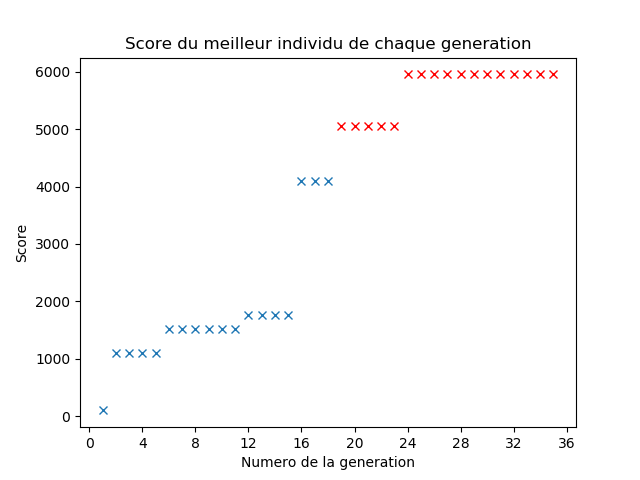 Score du meilleur individu de chaque generation
6000
5000
4000
3000
2000
1000
0
Score
0 4 8 12 16 20 24 28 32 36
Numero de la generation